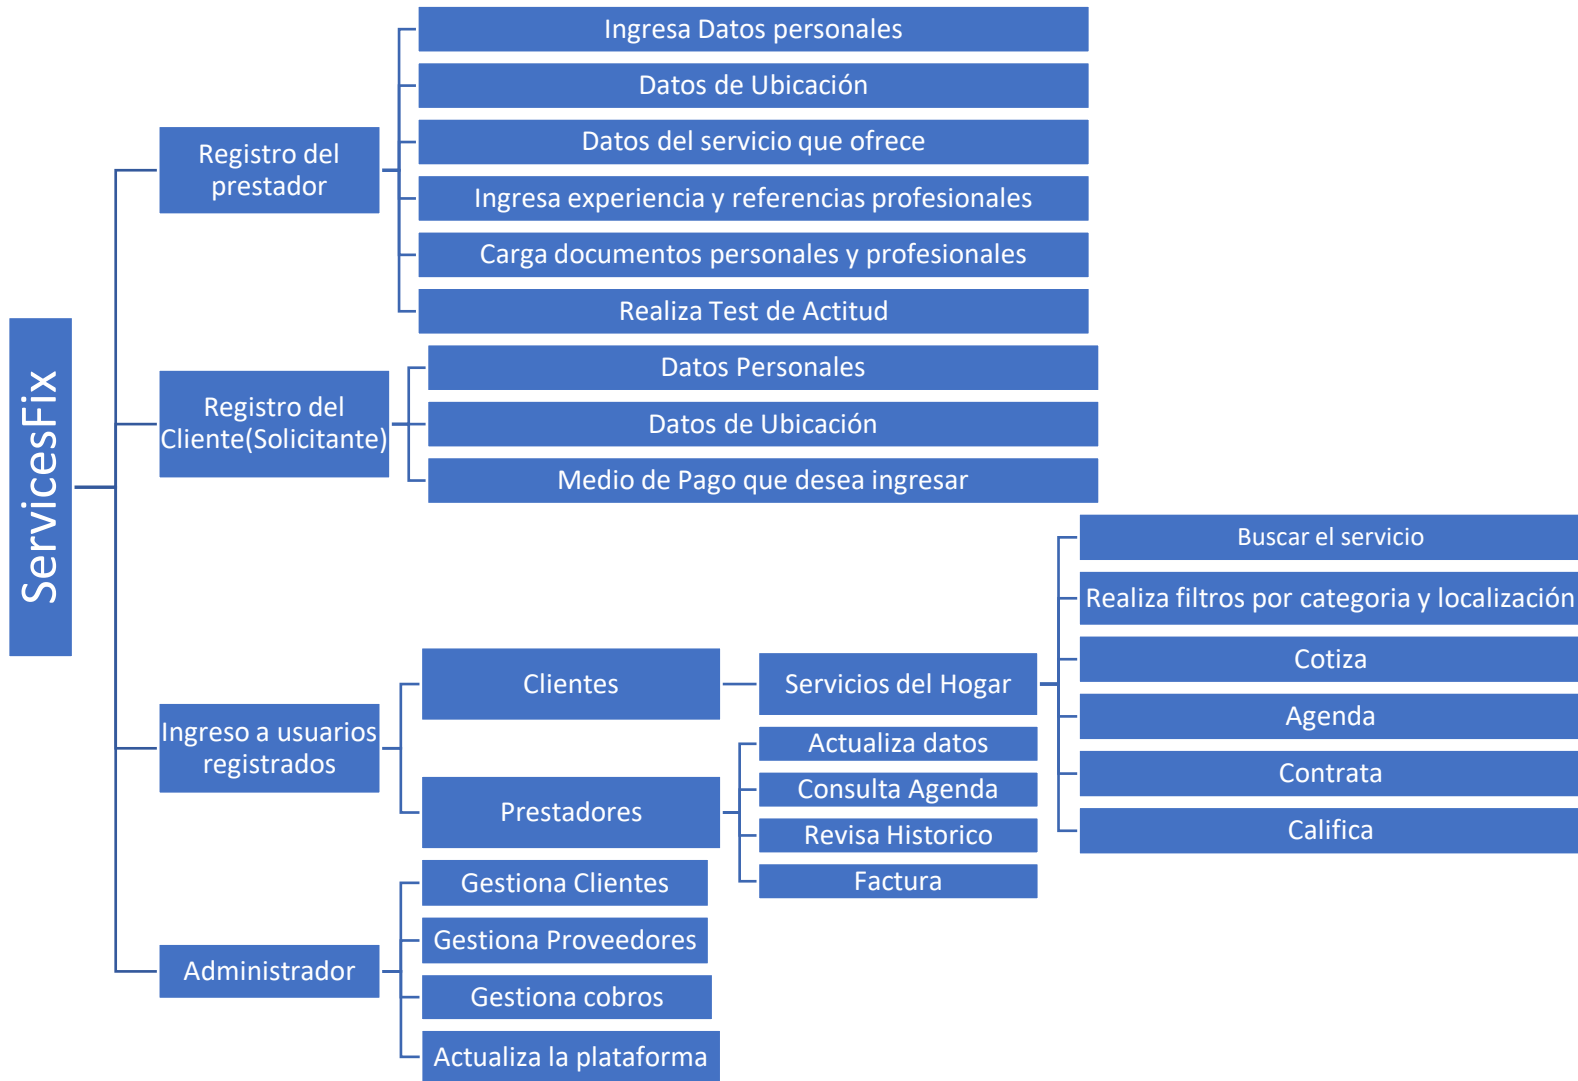 ServicesFix
Registro del
prestador
Ingresa Datos personales
Datos de Ubicación
Datos del servicio que ofrece
Ingresa experiencia y referencias profesionales
Carga documentos personales y profesionales
Realiza Test de Actitud
Registro del
Cliente(Solicitante)
Datos Personales
Datos de Ubicación
Medio de Pago que desea ingresar
Ingreso a usuarios
registrados
Clientes
Servicios del Hogar
Buscar el servicio
Realiza filtros por categoria y localización
Cotiza
Agenda
Contrata
Califica
Prestadores
Actualiza datos
Consulta Agenda
Revisa Historico
Factura
Administrador
Gestiona Clientes
Gestiona Proveedores
Gestiona cobros
Actualiza la plataforma